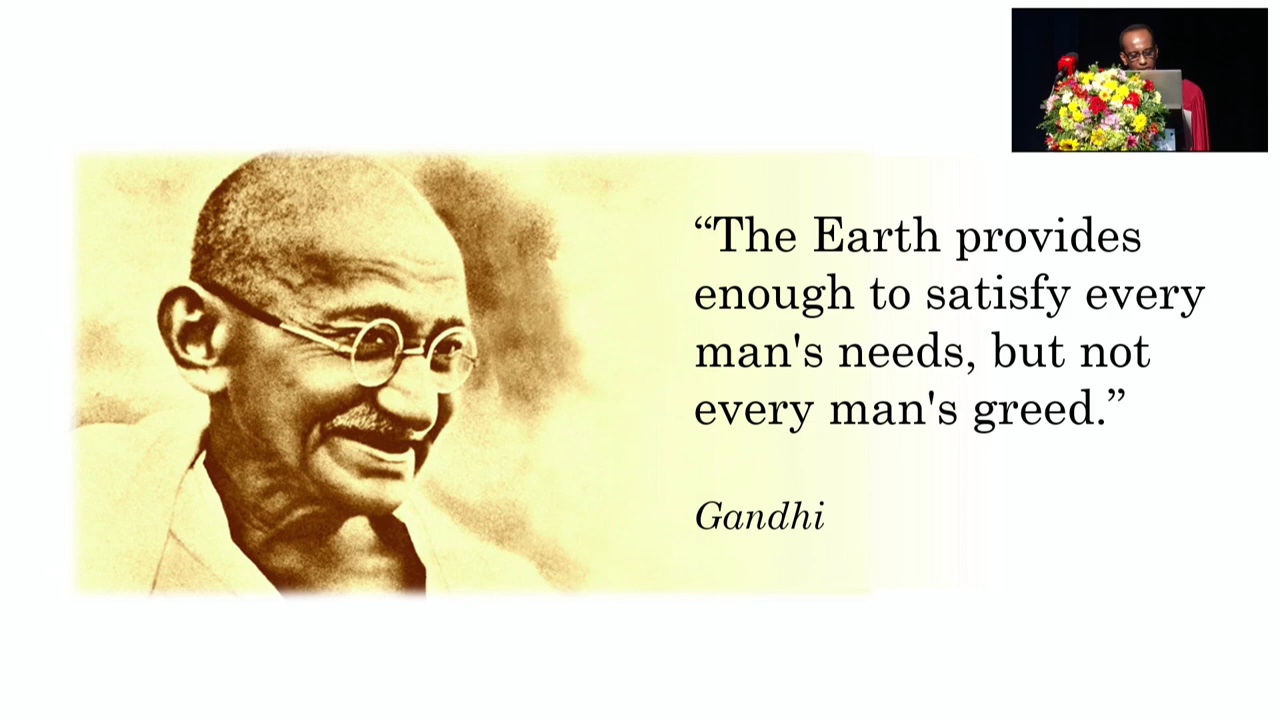 “The Earth provides
enough to satisfy every
man's needs, but not
every man's greed.”
Gandhi